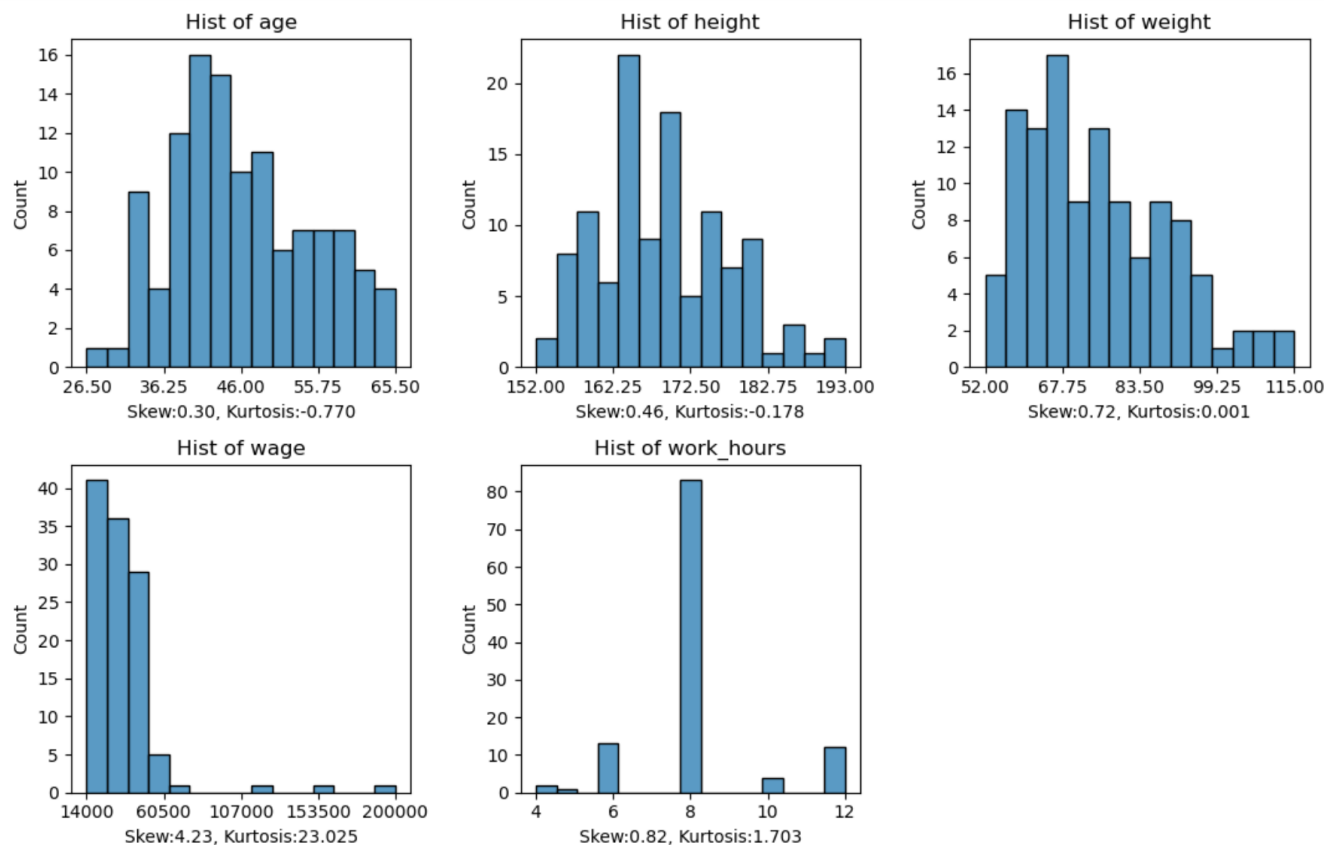 Hist of age
Count
16
14
12
10
8
6
4
2
0
26.50 36.25 46.00 55.75 65.50
Skew:0.30, Kurtosis:-0.770
Hist of height
Count
20
15
10
5
0
152.00 162.25 172.50 182.75 193.00
Skew:0.46, Kurtosis:-0.178
Hist of weight
Count
16
14
12
10
8
6
4
2
0
52.00 67.75 83.50 99.25 115.00
Skew:0.72, Kurtosis:0.001
Hist of wage
Count
40
35
30
25
20
15
10
5
0
14000 60500 107000 153500 200000
Skew:4.23, Kurtosis:23.025
Hist of work_hours
Count
80
70
60
50
40
30
20
10
0
4 6 8 10 12
Skew:0.82, Kurtosis:1.703